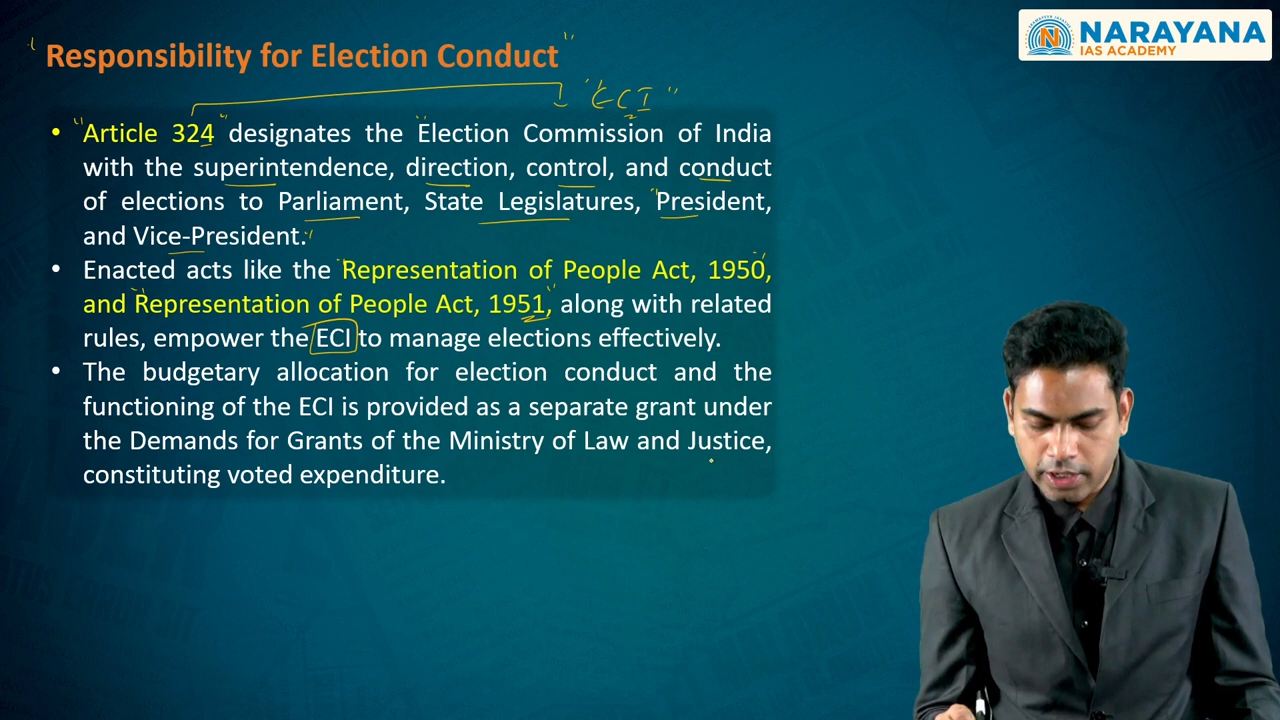 Responsibility for Election Conduct
NARAYANA
IAS ACADEMY
"ECI"
• "Article 324" designates the Election Commission of India
with the superintendence, direction, control, and conduct
of elections to Parliament, State Legislatures, President,
and Vice-President.
• Enacted acts like the Representation of People Act, 1950,
and Representation of People Act, 1951, along with related
rules, empower the ECI to manage elections effectively.
• The budgetary allocation for election conduct and the
functioning of the ECI is provided as a separate grant under
the Demands for Grants of the Ministry of Law and Justice,
constituting voted expenditure.